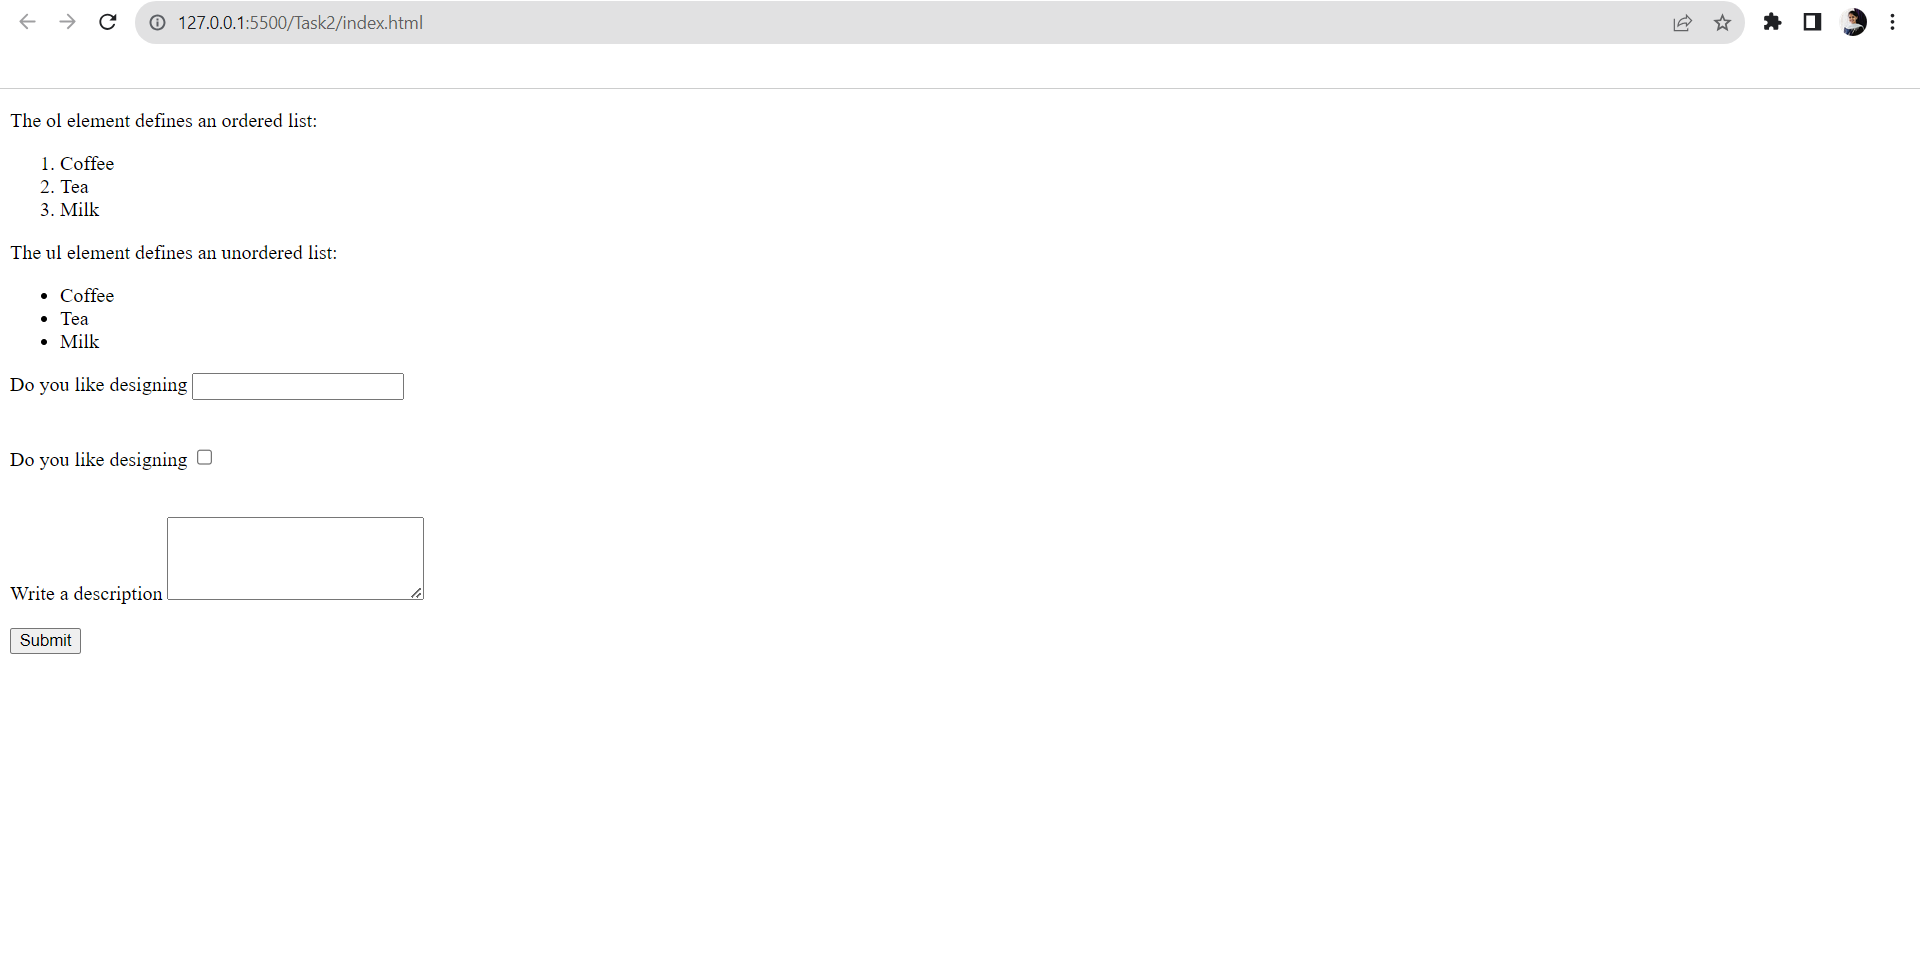 127.0.0.1:5500/Task2/index.html
The ol element defines an ordered list:
1. Coffee
2. Tea
3. Milk
The ul element defines an unordered list:
• Coffee
• Tea
• Milk
Do you like designing
Do you like designing
Write a description
Submit